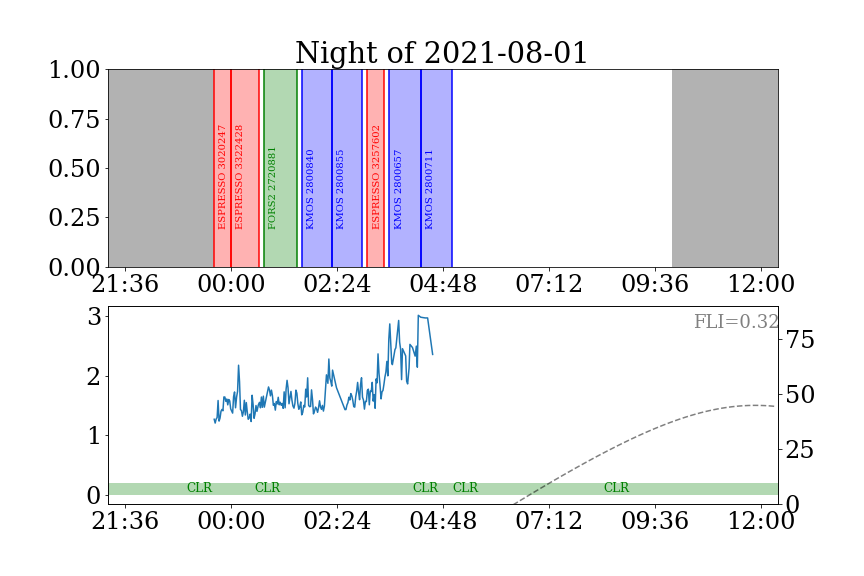 Night of 2021-08-01
1.00
0.75
0.50
0.25
0.00
ESPRESSO 3020247
ESPRESSO 3322428
FORS2 2720881
KMOS 2800840
KMOS 2800855
ESPRESSO 3257602
KMOS 2800657
KMOS 2800711
21:36 00:00 02:24 04:48 07:12 09:36 12:00
FLI=0.32
3
2
1
0
75
50
25
0
CLR CLR CLR CLR CLR
21:36 00:00 02:24 04:48 07:12 09:36 12:00